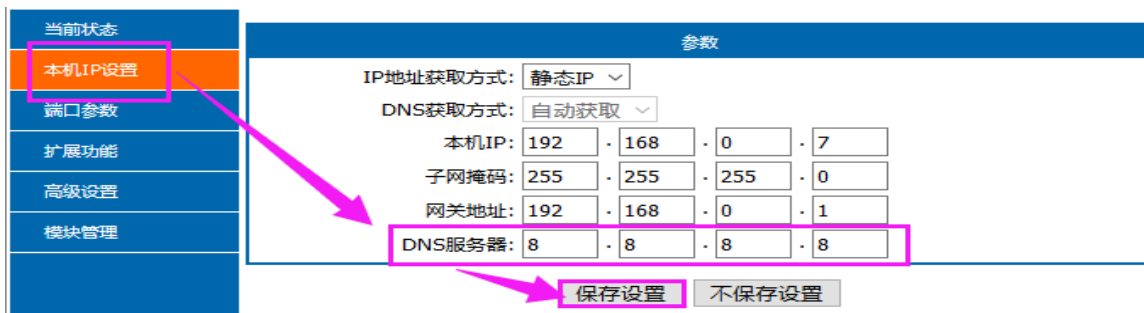 当前状态
本机IP设置
端口参数
扩展功能
高级设置
模块管理
参数
IP地址获取方式: 静态IP
DNS获取方式: 自动获取
本机IP: 192 . 168 . 0 . 7
子网掩码: 255 . 255 . 255 . 0
网关地址: 192 . 168 . 0 . 1
DNS服务器: 8 . 8 . 8 . 8
保存设置 不保存设置